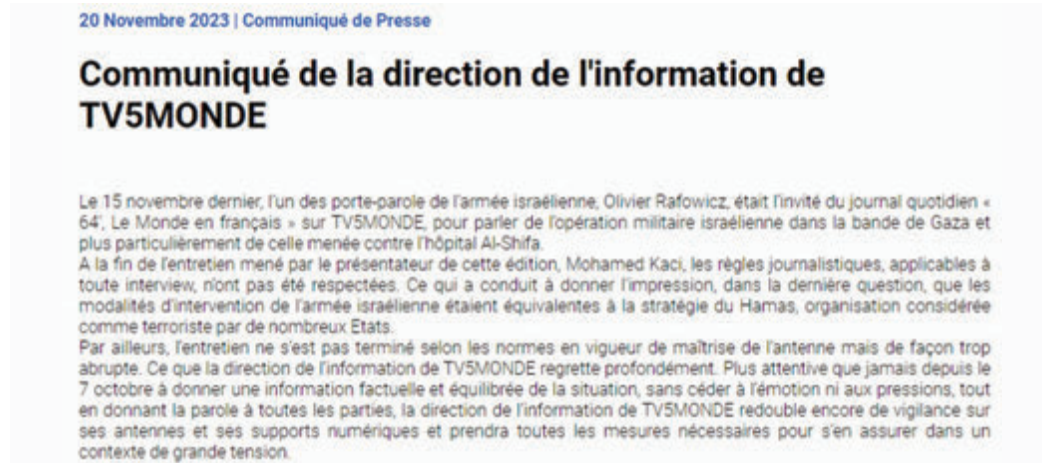 20 Novembre 2023 | Communiqué de Presse
Communiqué de la direction de l'information de
TV5MONDE
Le 15 novembre dernier, l'un des porte-parole de l'armée israélienne, Olivier Rafowicz, était l'invité du journal quotidien «
64', Le Monde en français » sur TV5MONDE, pour parler de l'opération militaire israélienne dans la bande de Gaza et
plus particulièrement de celle menée contre l'hôpital Al-Shifa.
A la fin de l'entretien mené par le présentateur de cette édition, Mohamed Kaci, les règles journalistiques, applicables à
toute interview, n'ont pas été respectées. Ce qui a conduit à donner l'impression, dans la dernière question, que les
modalités d'intervention de l'armée israélienne étaient équivalentes à la stratégie du Hamas, organisation considérée
comme terroriste par de nombreux Etats.
Par ailleurs, l'entretien ne s'est pas terminé selon les normes en vigueur de maîtrise de l'antenne mais de façon trop
abrupte. Ce que la direction de l'information de TV5MONDE regrette profondément. Plus attentive que jamais depuis le
7 octobre à donner une information factuelle et équilibrée de la situation, sans céder à l'émotion ni aux pressions, tout
en donnant la parole à toutes les parties, la direction de l'information de TV5MONDE redouble encore de vigilance sur
ses antennes et ses supports numériques et prendra toutes les mesures nécessaires pour s'en assurer dans un
contexte de grande tension.